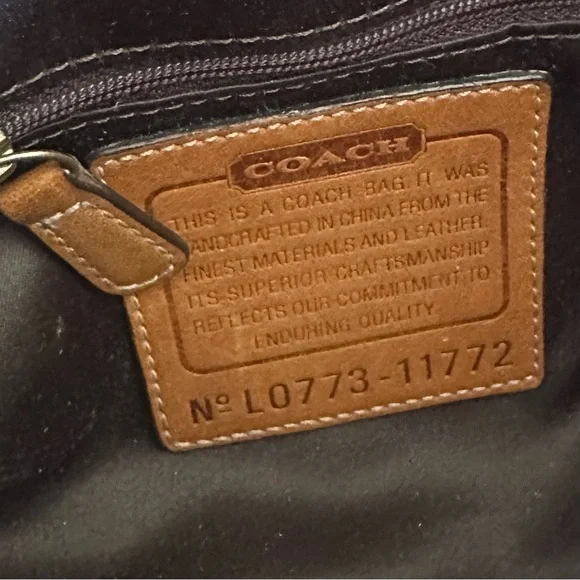 COACH
THIS IS A COACH BAG. IT WAS
HANDCRAFTED IN CHINA FROM THE
FINEST MATERIALS AND LEATHER.
ITS SUPERIOR CRAFTSMANSHIP
REFLECTS OUR COMMITMENT TO
ENDURING QUALITY.
Nº L0773-11772